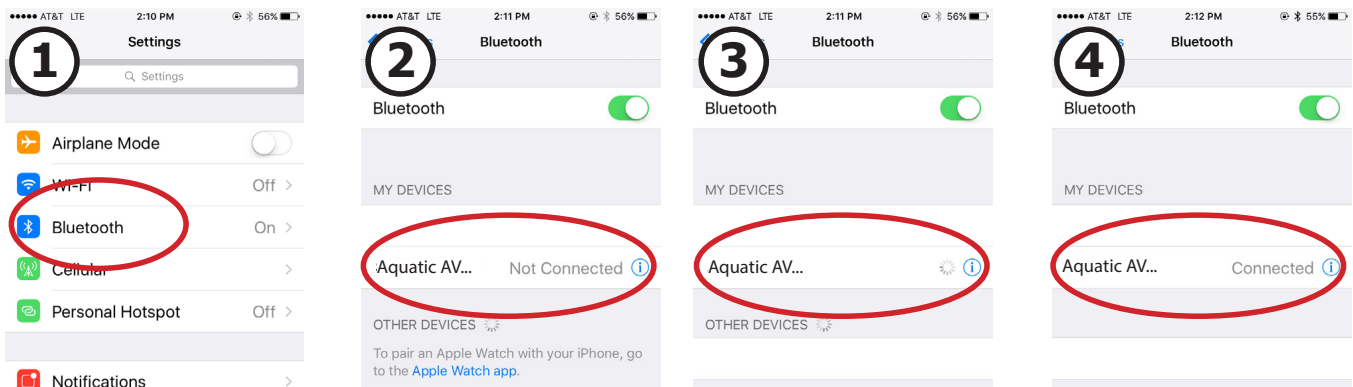 AT&T LTE 2:10 PM 56%
1
Settings
Settings
Airplane Mode
Wi-Fi Off
Bluetooth On
Cellular
Personal Hotspot Off
Notifications
AT&T LTE 2:11 PM 56%
2
Bluetooth
Bluetooth
MY DEVICES
Aquatic AV... Not Connected
OTHER DEVICES
To pair an Apple Watch with your iPhone, go
to the Apple Watch app.
AT&T LTE 2:11 PM 56%
3
Bluetooth
Bluetooth
MY DEVICES
Aquatic AV...
OTHER DEVICES
AT&T LTE 2:12 PM 55%
4
Bluetooth
Bluetooth
MY DEVICES
Aquatic AV... Connected